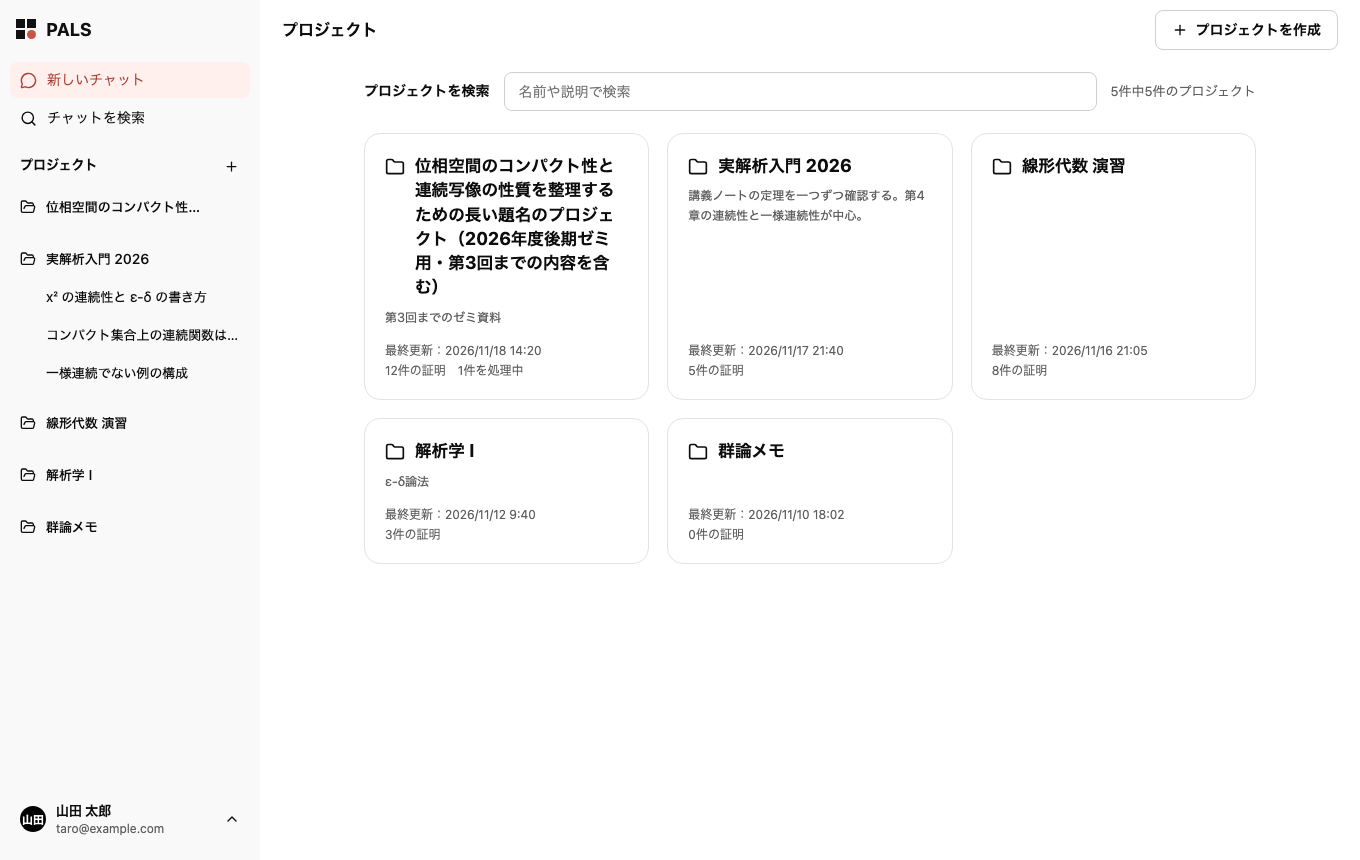 PALS
新しいチャット
チャットを検索
プロジェクト
位相空間のコンパクト性...
実解析入門 2026
x² の連続性と ε-δ の書き方
コンパクト集合上の連続関数は...
一様連続でない例の構成
線形代数 演習
解析学 I
群論メモ
山田
山田 太郎
taro@example.com
プロジェクト
プロジェクトを作成
プロジェクトを検索
名前や説明で検索
5件中5件のプロジェクト
位相空間のコンパクト性と
連続写像の性質を整理する
ための長い題名のプロジェ
クト（2026年度後期ゼミ
用・第3回までの内容を含
む）
第3回までのゼミ資料
最終更新：2026/11/18 14:20
12件の証明 1件を処理中
実解析入門 2026
講義ノートの定理を一つずつ確認する。第4
章の連続性と一様連続性が中心。
最終更新：2026/11/17 21:40
5件の証明
線形代数 演習
最終更新：2026/11/16 21:05
8件の証明
解析学 I
ε-δ論法
最終更新：2026/11/12 9:40
3件の証明
群論メモ
最終更新：2026/11/10 18:02
0件の証明